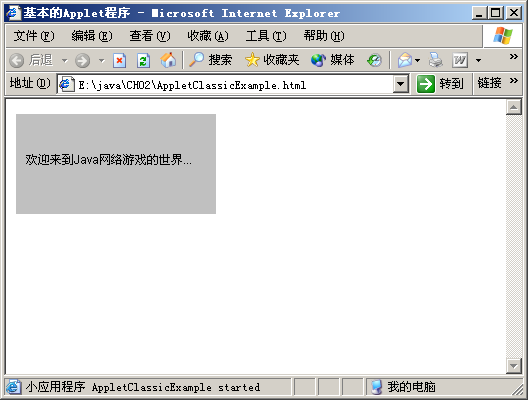 基本的Applet程序 - Microsoft Internet Explorer
文件(F) 编辑(E) 查看(V) 收藏(A) 工具(T) 帮助(H)
后退 搜索 收藏夹 媒体 W »
地址(D) E:\java\CH02\AppletClassicExample.html 转到 链接 »
欢迎来到Java网络游戏的世界...
小应用程序 AppletClassicExample started 我的电脑